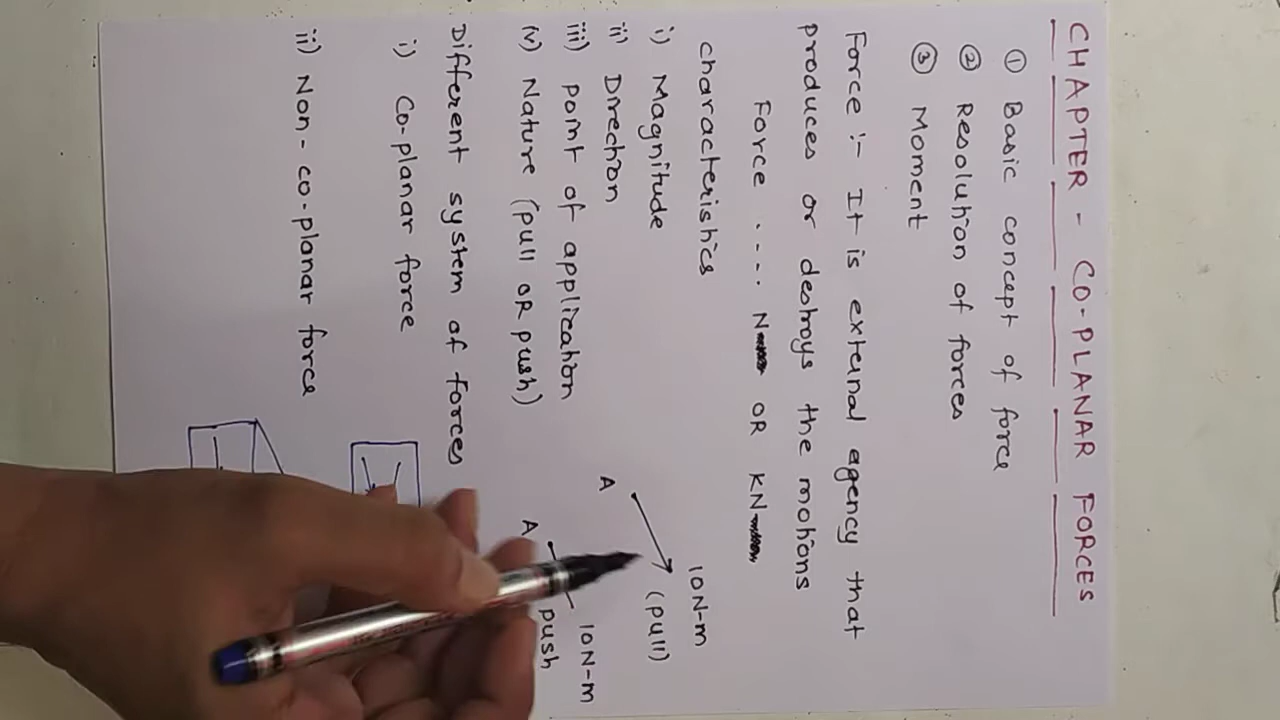 CHAPTER - CO-PLANAR FORCES
① Basic concept of force
② Resolution of forces
③ Moment
Force :- It is external agency that
produces or destroys the motions
Force .... N OR KN
characteristics
i) Magnitude
ii) Direction
iii) point of application
(v) Nature (pull OR push)
A 10N-m
(pull)
A 10N-m
push
Different system of forces
i) Co-planar force
ii) Non-co-planar force